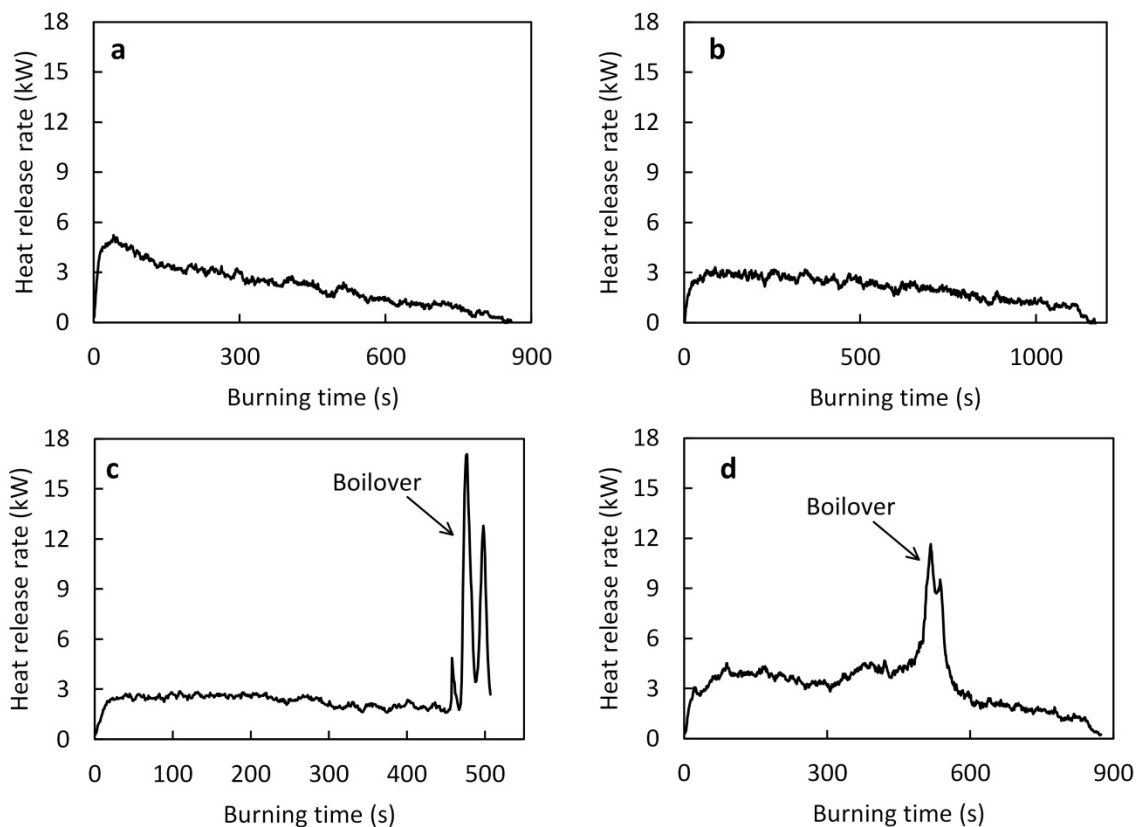 a
Heat release rate (kW)
18
15
12
9
6
3
0
0 300 600 900
Burning time (s)
b
Heat release rate (kW)
18
15
12
9
6
3
0
0 500 1000
Burning time (s)
c
Boilover
Heat release rate (kW)
18
15
12
9
6
3
0
0 100 200 300 400 500
Burning time (s)
d
Boilover
Heat release rate (kW)
18
15
12
9
6
3
0
0 300 600 900
Burning time (s)